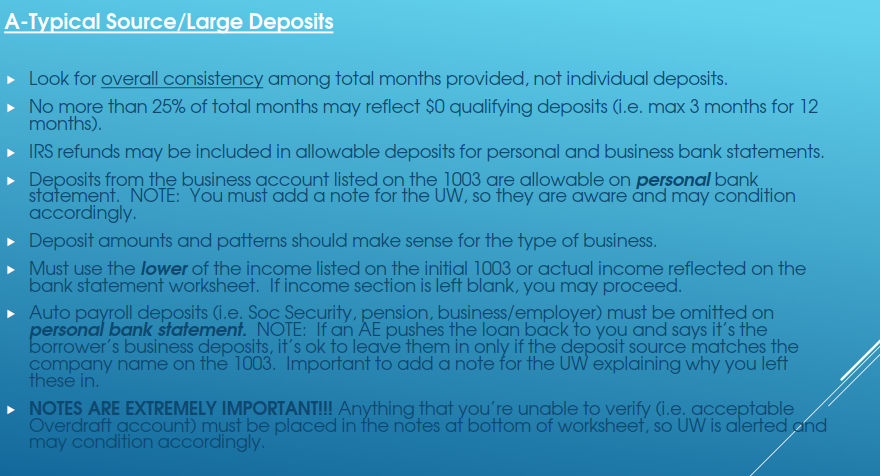 A-Typical Source/Large Deposits
Look for overall consistency among total months provided, not individual deposits.
No more than 25% of total months may reflect $0 qualifying deposits (i.e. max 3 months for 12
months).
IRS refunds may be included in allowable deposits for personal and business bank statements.
Deposits from the business account listed on the 1003 are allowable on personal bank
statement.  NOTE:  You must add a note for the UW, so they are aware and may condition
accordingly.
Deposit amounts and patterns should make sense for the type of business.
Must use the lower of the income listed on the initial 1003 or actual income reflected on the
bank statement worksheet.  If income section is left blank, you may proceed.
Auto payroll deposits (i.e. Soc Security, pension, business/employer) must be omitted on
personal bank statement.  NOTE:  If an AE pushes the loan back to you and says it's the
borrower's business deposits, it's ok to leave them in only if the deposit source matches the
company name on the 1003.  Important to add a note for the UW explaining why you left
these in.
NOTES ARE EXTREMELY IMPORTANT!!! Anything that you're unable to verify (i.e. acceptable
Overdraft account) must be placed in the notes at bottom of worksheet, so UW is alerted and
may condition accordingly.